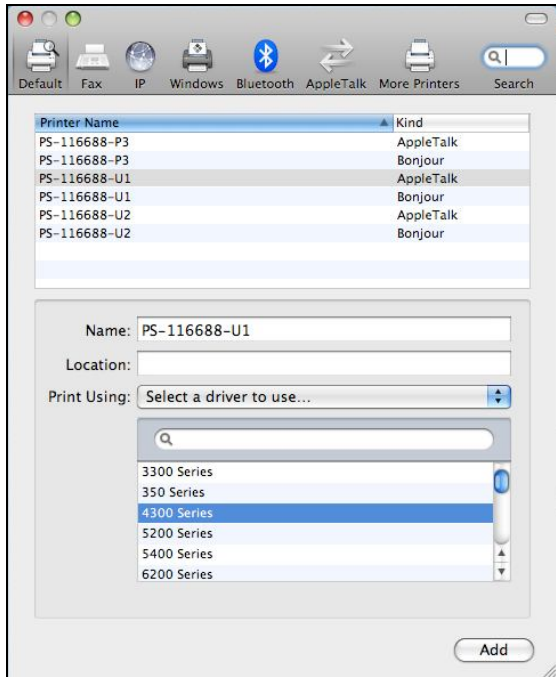 Default Fax IP Windows Bluetooth AppleTalk More Printers Search
Printer Name Kind
PS-116688-P3 AppleTalk
PS-116688-P3 Bonjour
PS-116688-U1 AppleTalk
PS-116688-U1 Bonjour
PS-116688-U2 AppleTalk
PS-116688-U2 Bonjour
Name: PS-116688-U1
Location:
Print Using: Select a driver to use...
3300 Series
350 Series
4300 Series
5200 Series
5400 Series
6200 Series
Add